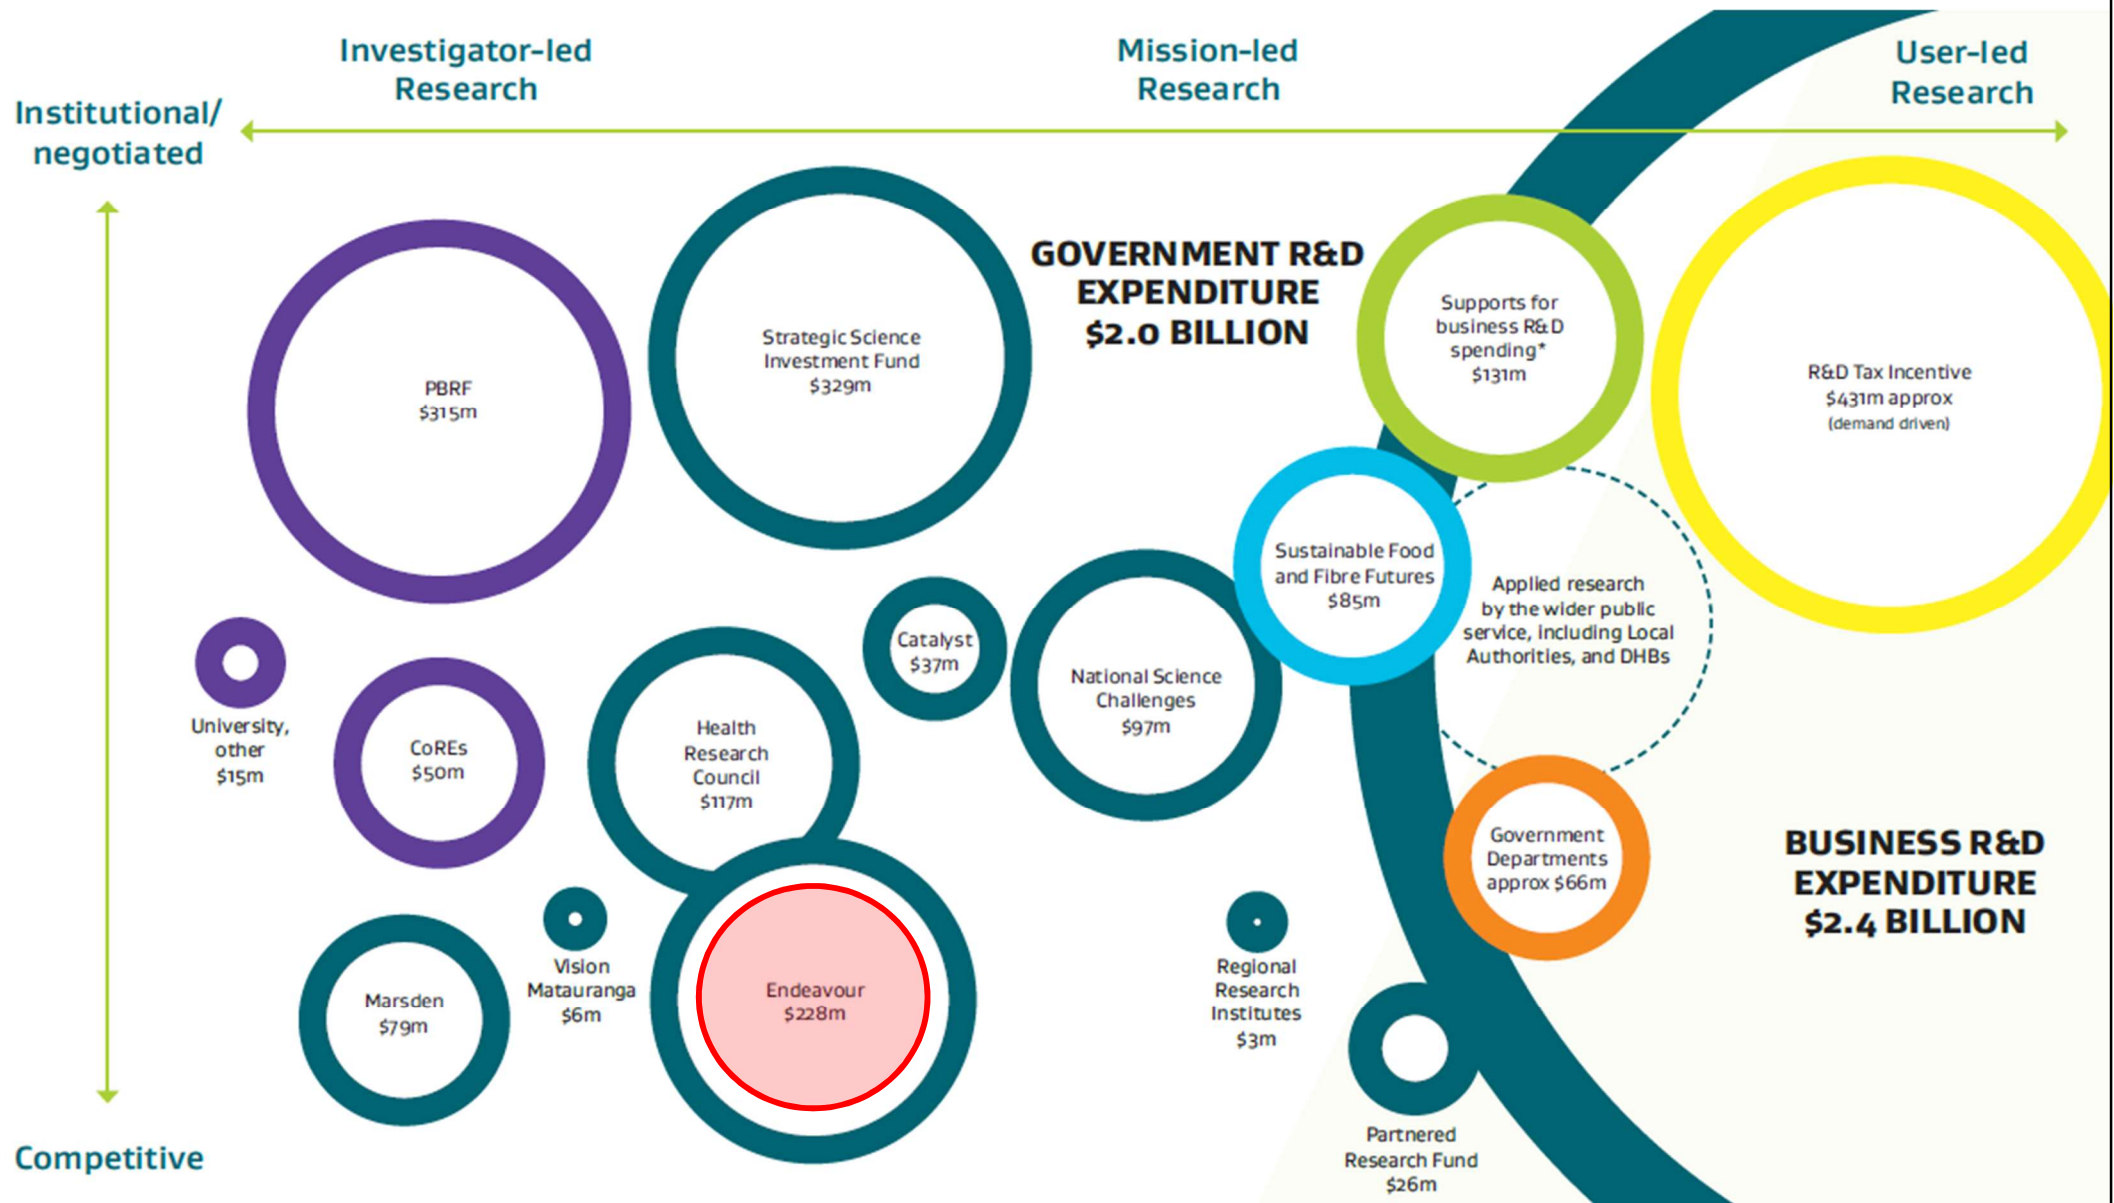 Investigator-led
Research
Mission-led
Research
User-led
Research
Institutional/
negotiated
GOVERNMENT R&D
EXPENDITURE
$2.0 BILLION
Supports for
business R&D
spending*
$131m
Strategic Science
Investment Fund
$329m
PBRF
$315m
R&D Tax Incentive
$431m approx
(demand driven)
Sustainable Food
and Fibre Futures
$85m
Applied research
by the wider public
service, including Local
Authorities, and DHBs
Catalyst
$37m
National Science
Challenges
$97m
University,
other
$15m
CoREs
$50m
Health
Research
Council
$117m
Government
Departments
approx $66m
BUSINESS R&D
EXPENDITURE
$2.4 BILLION
Marsden
$79m
Vision
Matauranga
$6m
Endeavour
$228m
Regional
Research
Institutes
$3m
Partnered
Research Fund
$26m
Competitive